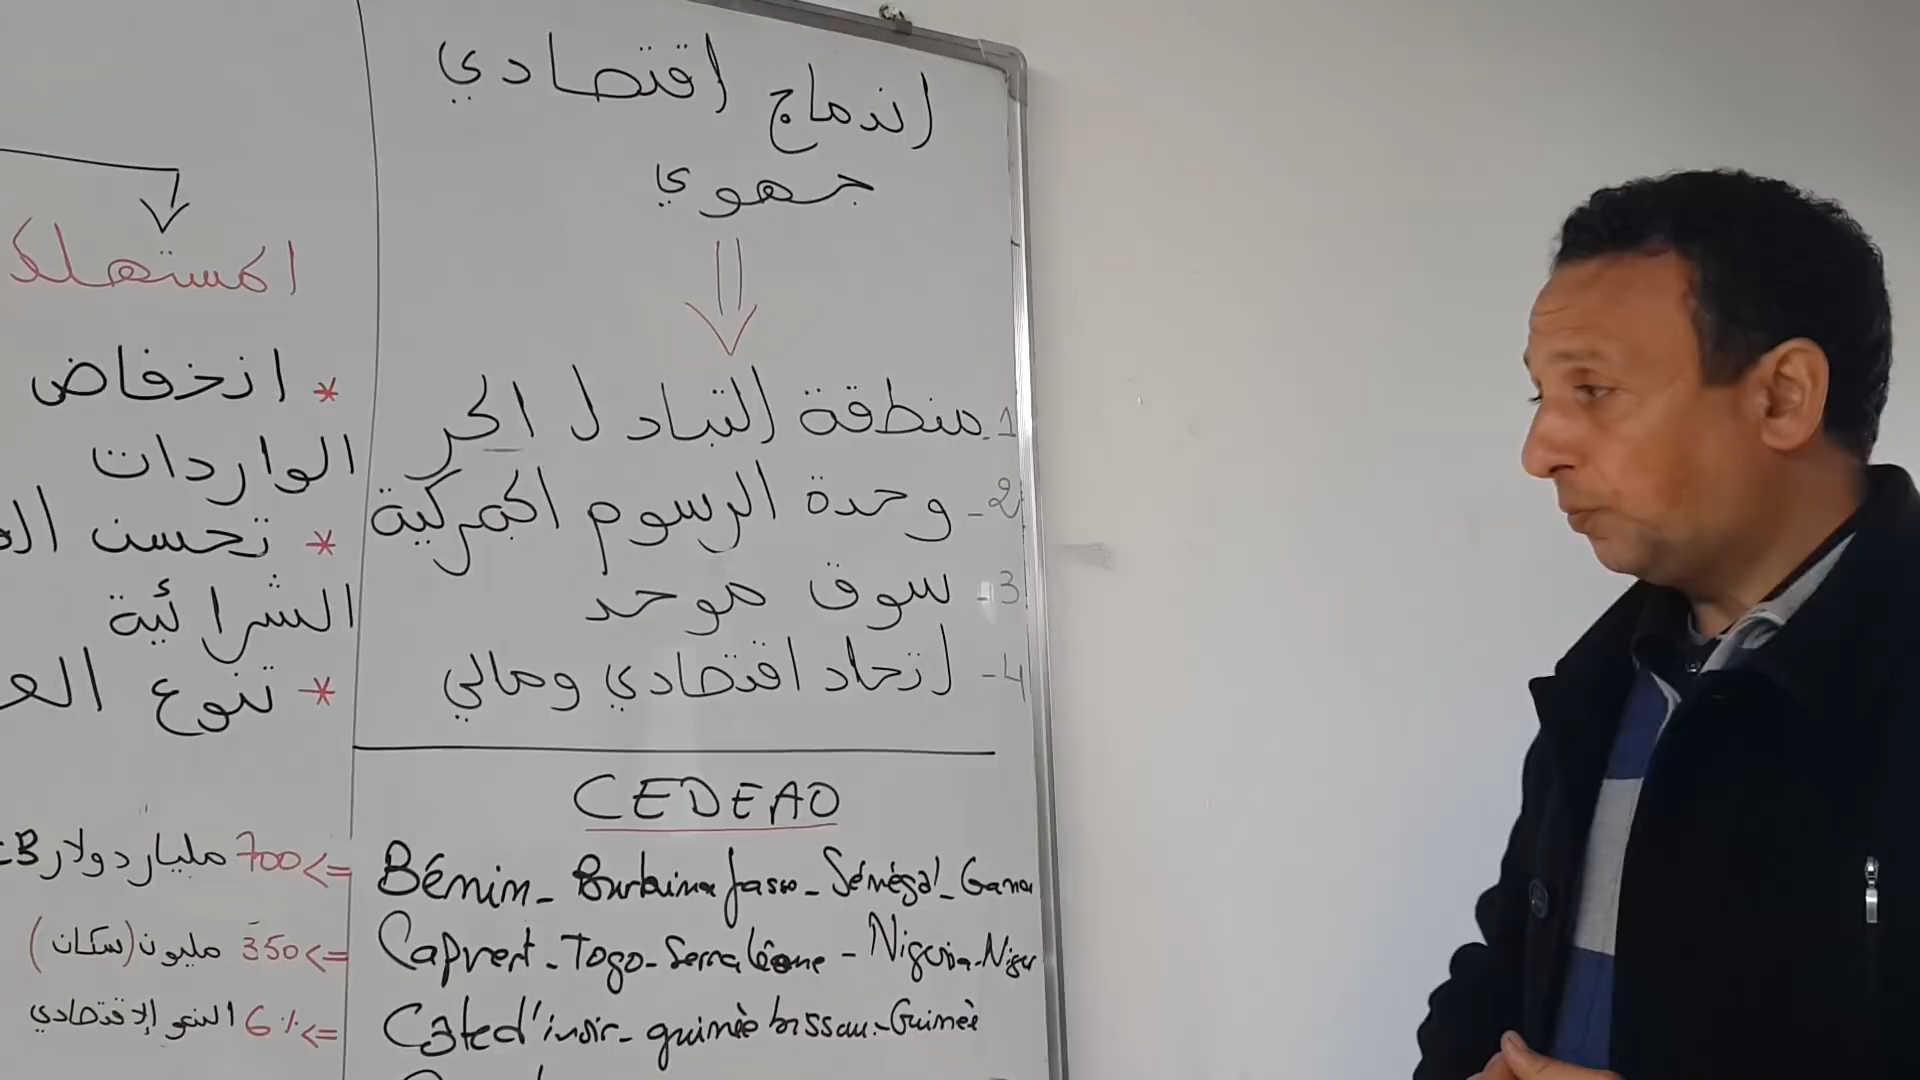 اندماج اقتصادي
جهوي
1. منطقة التبادل الحر
2- وحدة الرسوم الجمركية
3- سوق موحد
4- اتحاد اقتصادي ومالي
CEDEAO
Bénin - Burkina faso - Sénégal - Gana
Capvert - Togo - Serra léone - Nigeria - Niger
Côte d'ivoir - guinée bissau - Guinée
المستهلك
* انخفاض
الواردات
* تحسن
الشرائية
* تنوع
=> 700 مليار دولار
=> 350 مليون (سكان)
=> 6% النمو الاقتصادي